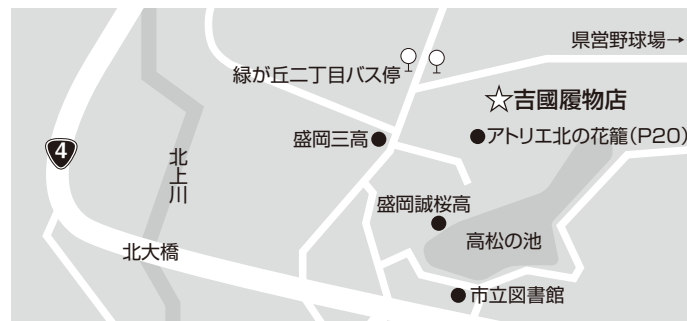 県営野球場→
緑が丘二丁目バス停
☆吉國履物店
盛岡三高●
●アトリエ北の花籠(P20)
4
北上川
盛岡誠桜高
高松の池
北大橋
●市立図書館